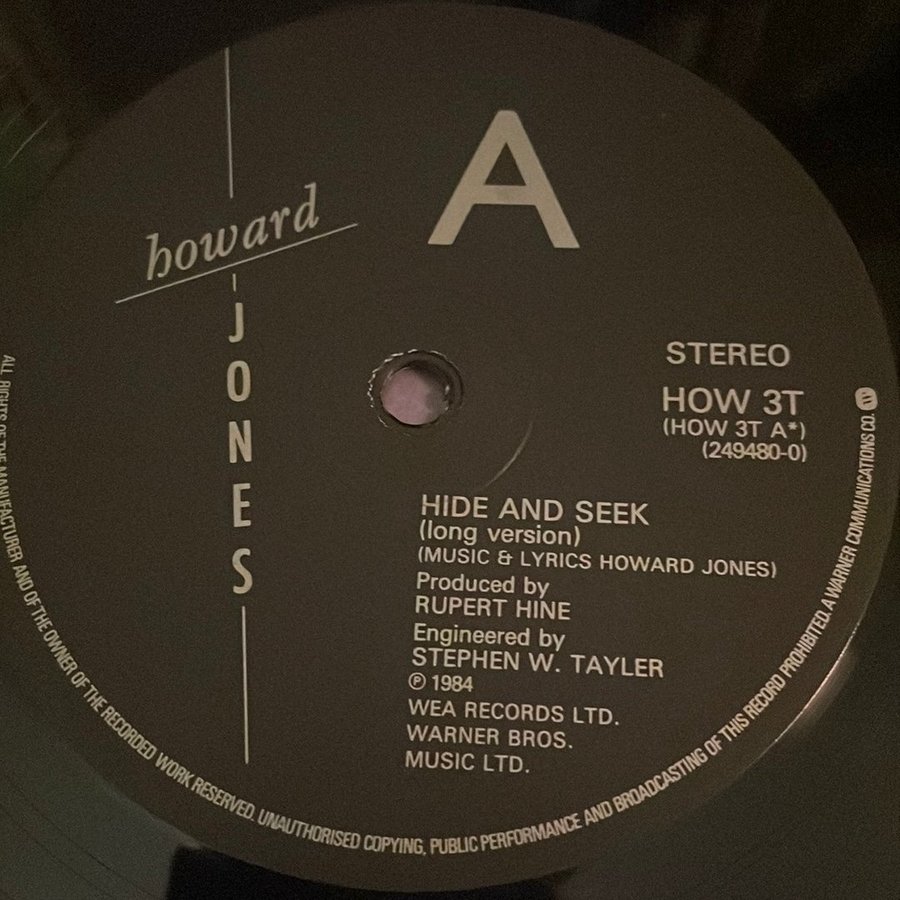 howard
JONES
A
STEREO
HOW 3T
(HOW 3T A*)
(249480-0)
HIDE AND SEEK
(long version)
(MUSIC & LYRICS HOWARD JONES)
Produced by
RUPERT HINE
Engineered by
STEPHEN W. TAYLER
℗ 1984
WEA RECORDS LTD.
WARNER BROS.
MUSIC LTD.
ALL RIGHTS OF THE MANUFACTURER AND OF THE OWNER OF THE RECORDED WORK RESERVED. UNAUTHORISED COPYING, PUBLIC PERFORMANCE AND BROADCASTING OF THIS RECORD PROHIBITED. A WARNER COMMUNICATIONS CO.